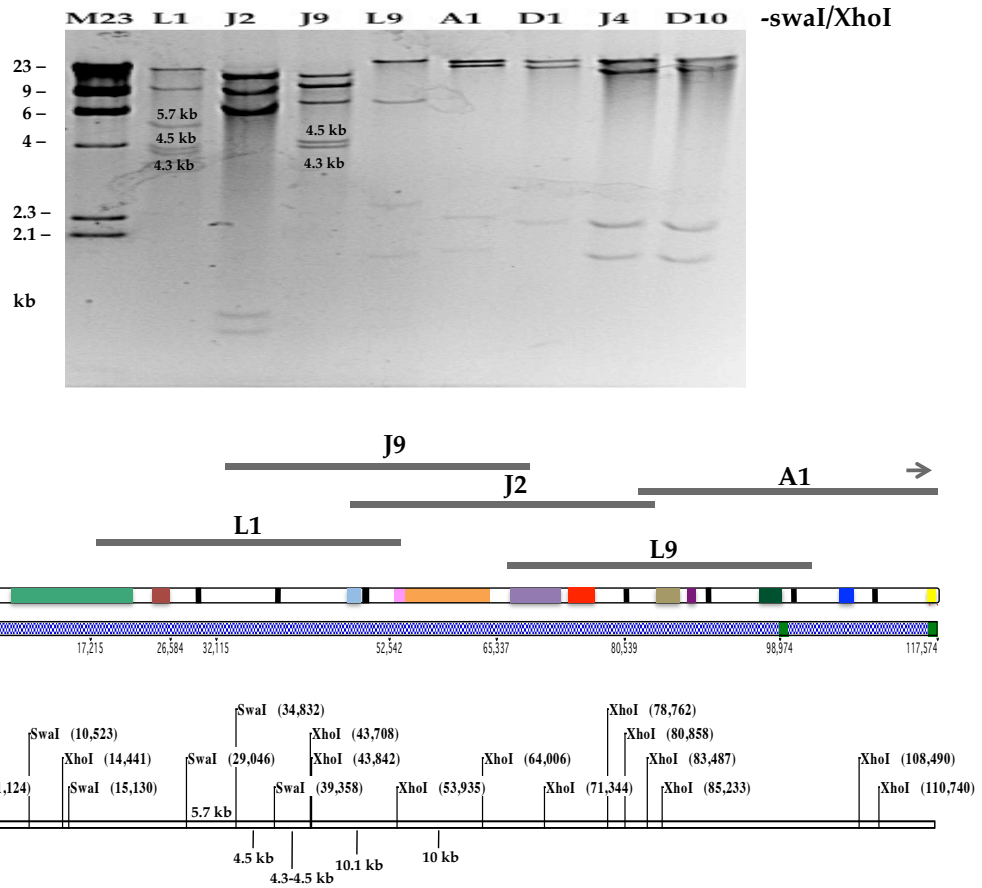 M23 L1 J2 J9 L9 A1 D1 J4 D10 -swaI/XhoI
23 –
9 –
6 –
5.7 kb
4.5 kb
4 –
4.5 kb
4.3 kb
4.3 kb
2.3 –
2.1 –
kb
J9
J2
A1
L1
L9
17,215 26,584 32,115 52,542 65,337 80,539 98,974 117,574
SwaI (34,832) XhoI (78,762)
SwaI (10,523) XhoI (43,708) XhoI (80,858)
XhoI (14,441) SwaI (29,046) XhoI (43,842) XhoI (64,006) XhoI (83,487) XhoI (108,490)
,124) SwaI (15,130) SwaI (39,358) XhoI (53,935) XhoI (71,344) XhoI (85,233) XhoI (110,740)
5.7 kb
4.5 kb 4.3-4.5 kb 10.1 kb 10 kb